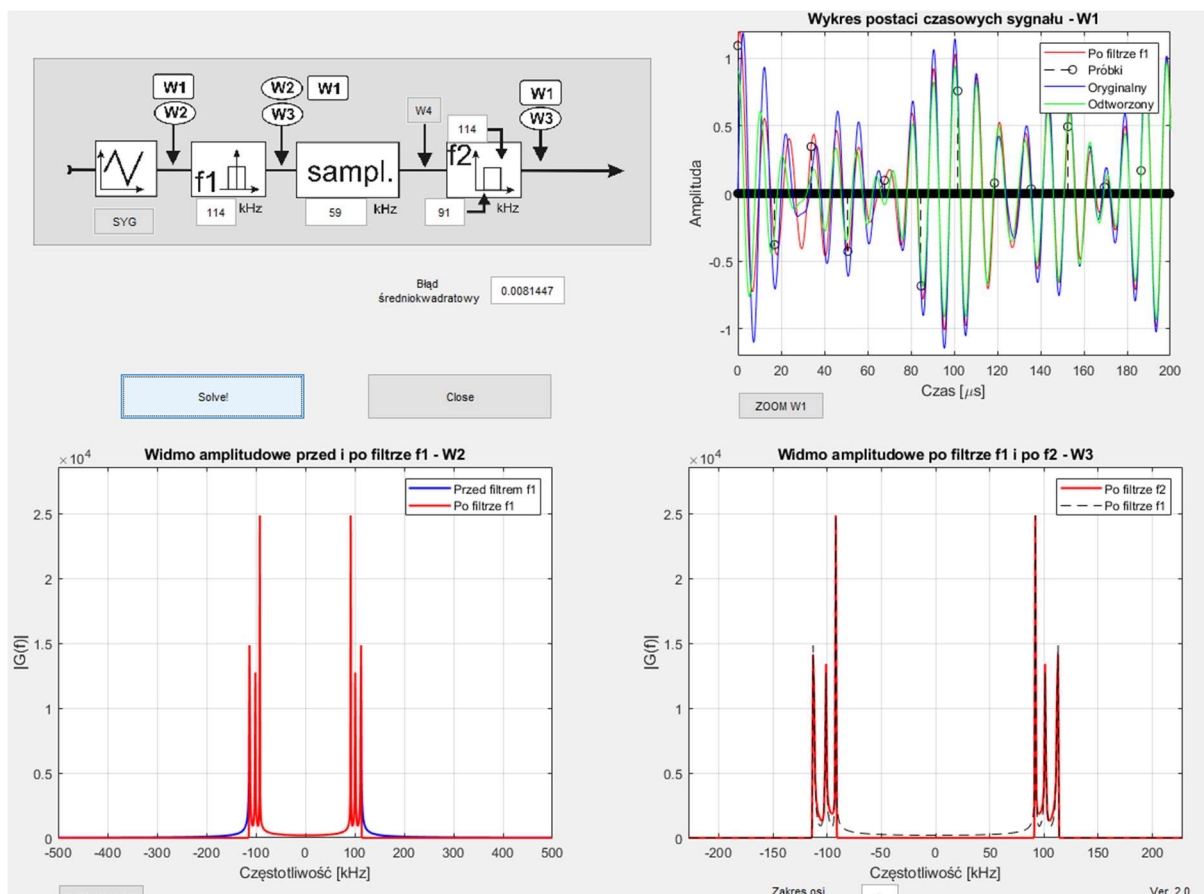 W1
W2
W2
W1
W3
W4
W1
W3
114
f1
sampl.
f2
SYG
114
kHz
59
kHz
91
kHz
Błąd
średniokwadratowy
0.0081447
Solve!
Close
Wykres postaci czasowych sygnału - W1
Po filtrze f1
Próbki
Oryginalny
Odtworzony
Amplituda
1
0.5
0
-0.5
-1
0 20 40 60 80 100 120 140 160 180 200
Czas [μs]
ZOOM W1
Widmo amplitudowe przed i po filtrze f1 - W2
×10^4
Przed filtrem f1
Po filtrze f1
|G(f)|
2.5
2
1.5
1
0.5
0
-500 -400 -300 -200 -100 0 100 200 300 400 500
Częstotliwość [kHz]
Widmo amplitudowe po filtrze f1 i po f2 - W3
×10^4
Po filtrze f2
Po filtrze f1
|G(f)|
2.5
2
1.5
1
0.5
0
-200 -150 -100 -50 0 50 100 150 200
Częstotliwość [kHz]
Zakres osi
Ver. 2.0